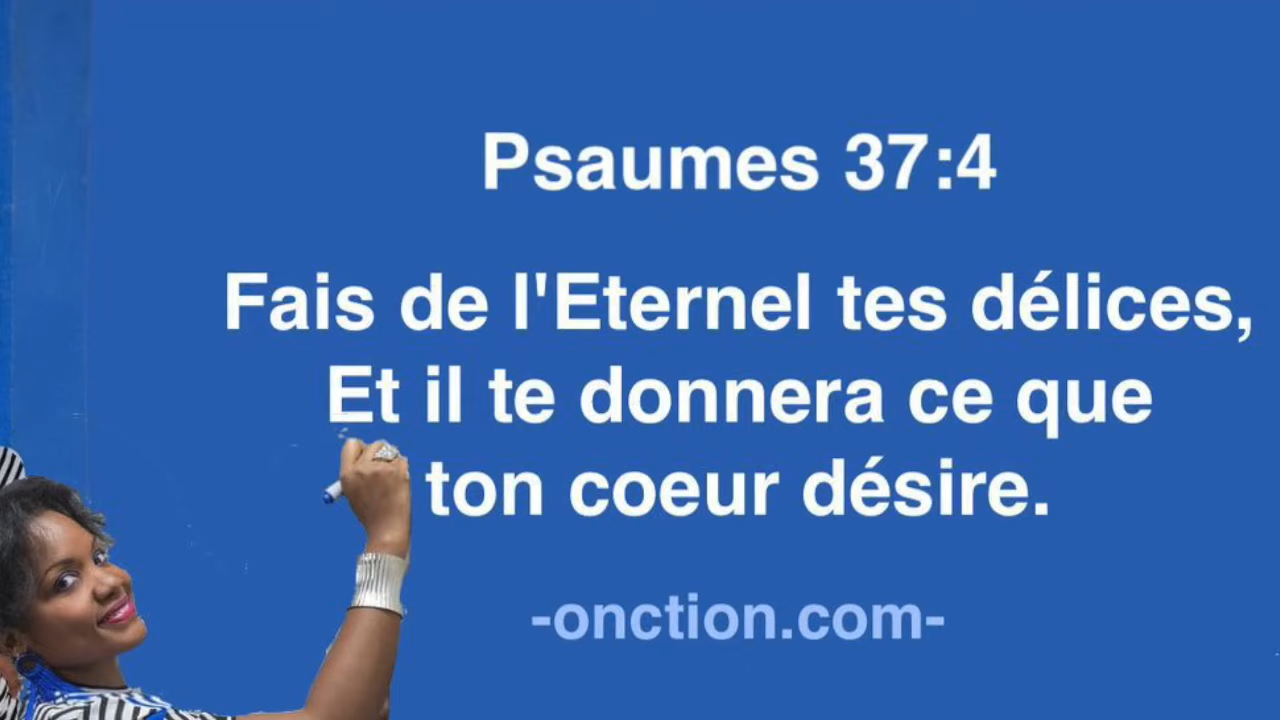 Psaumes 37:4
Fais de l'Eternel tes délices,
Et il te donnera ce que
ton coeur désire.
-onction.com-